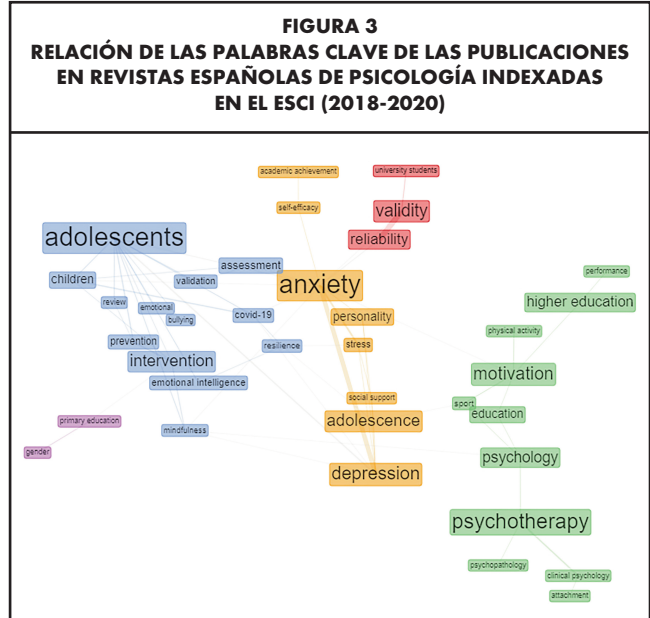 FIGURA 3
RELACIÓN DE LAS PALABRAS CLAVE DE LAS PUBLICACIONES
EN REVISTAS ESPAÑOLAS DE PSICOLOGÍA INDEXADAS
EN EL ESCI (2018-2020)
academic achievement
university students
self-efficacy
validity
adolescents
reliability
assessment
children
validation
anxiety
performance
review
emotional
higher education
bullying
covid-19
personality
physical activity
prevention
resilience
stress
intervention
motivation
emotional intelligence
social support
sport
primary education
adolescence
education
mindfulness
gender
psychology
depression
psychotherapy
psychopathology
clinical psychology
attachment